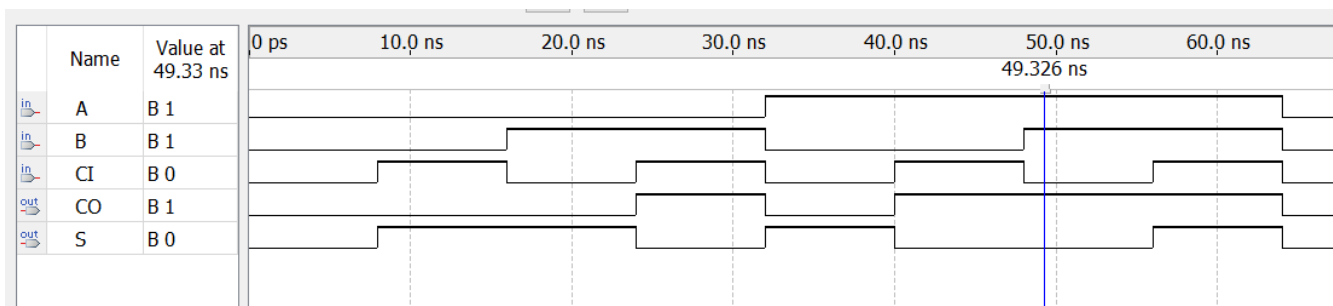 Name Value at 49.33 ns 0 ps 10.0 ns 20.0 ns 30.0 ns 40.0 ns 50.0 ns 60.0 ns
49.326 ns
in A B 1
in B B 1
in CI B 0
out CO B 1
out S B 0